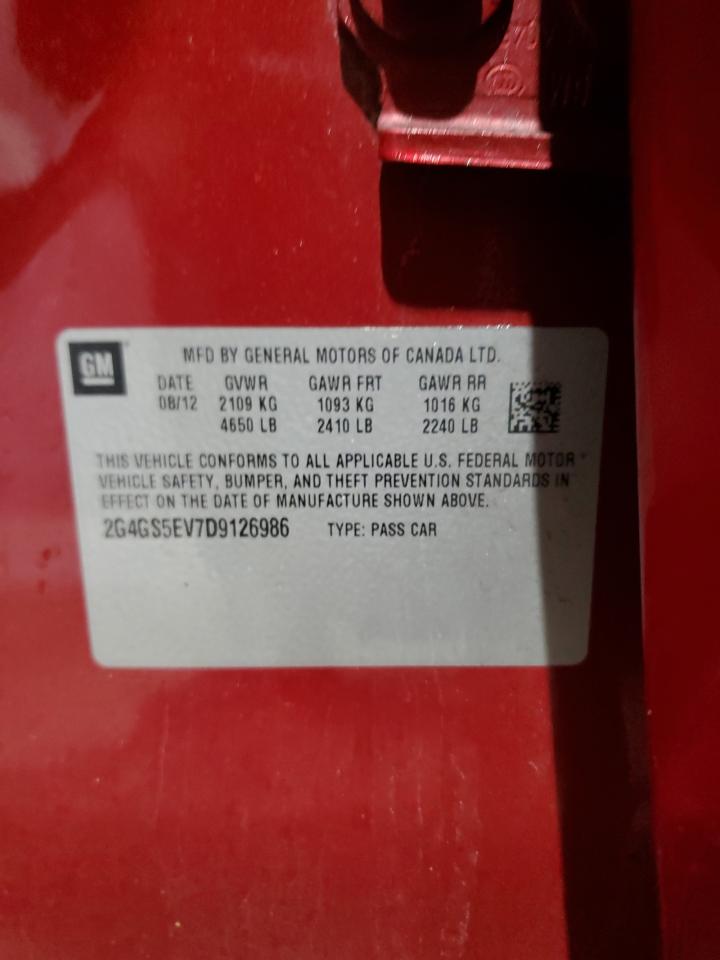 GM
MFD BY GENERAL MOTORS OF CANADA LTD.
DATE GVWR GAWR FRT GAWR RR
08/12 2109 KG 1093 KG 1016 KG
4650 LB 2410 LB 2240 LB
THIS VEHICLE CONFORMS TO ALL APPLICABLE U.S. FEDERAL MOTOR
VEHICLE SAFETY, BUMPER, AND THEFT PREVENTION STANDARDS IN
EFFECT ON THE DATE OF MANUFACTURE SHOWN ABOVE.
2G4GS5EV7D9126986 TYPE: PASS CAR